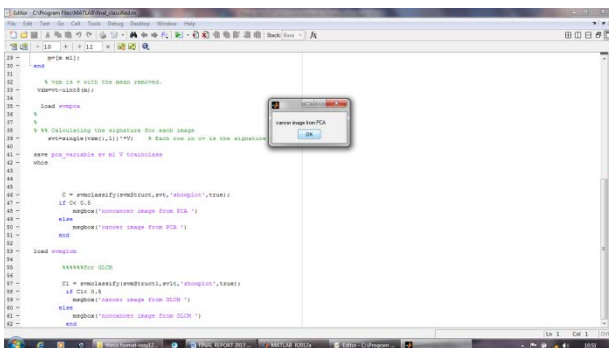 Editor - C:\Program Files\MATLAB\final_classified.m
File Edit Text Go Cell Tools Debug Desktop Window Help
Stack: Base
- 1.0 + ÷ 1.1 ×
29 - m=[m m1];
30 - end
31
32 % vzm is v with the mean removed.
33 - vzm=vt-uint8(m);
34
35 load svmpca
36 %
37 %
38 % %% Calculating the signature for each image
39 - svt=single(vzm(:,1))'*V; % Each row in cv is the signature
40
41 - save pca_variable sv m1 V trainclass
42 - whos
43
44
45
46 - C = svmclassify(svmStruct,svt,'showplot',true);
47 - if C< 0.5
48 - msgbox('noncancer image from PCA ')
49 - else
50 - msgbox('cancer image from PCA ')
51 - end
52
53 - load svmglcm
54
55 %%%%%%for GLCM
56
57 - C1 = svmclassify(svmStruct1,sv1t,'showplot',true);
58 - if C1< 0.5
59 - msgbox('cancer image from GLCM ')
60 - else
61 - msgbox('noncancer image from GLCM ')
62 - end
cancer image from PCA
OK
Ln 1 Col 1
FINAL REPORT 2013 ...
MATLAB R2012a
Editor - C:\Program ...
10:51